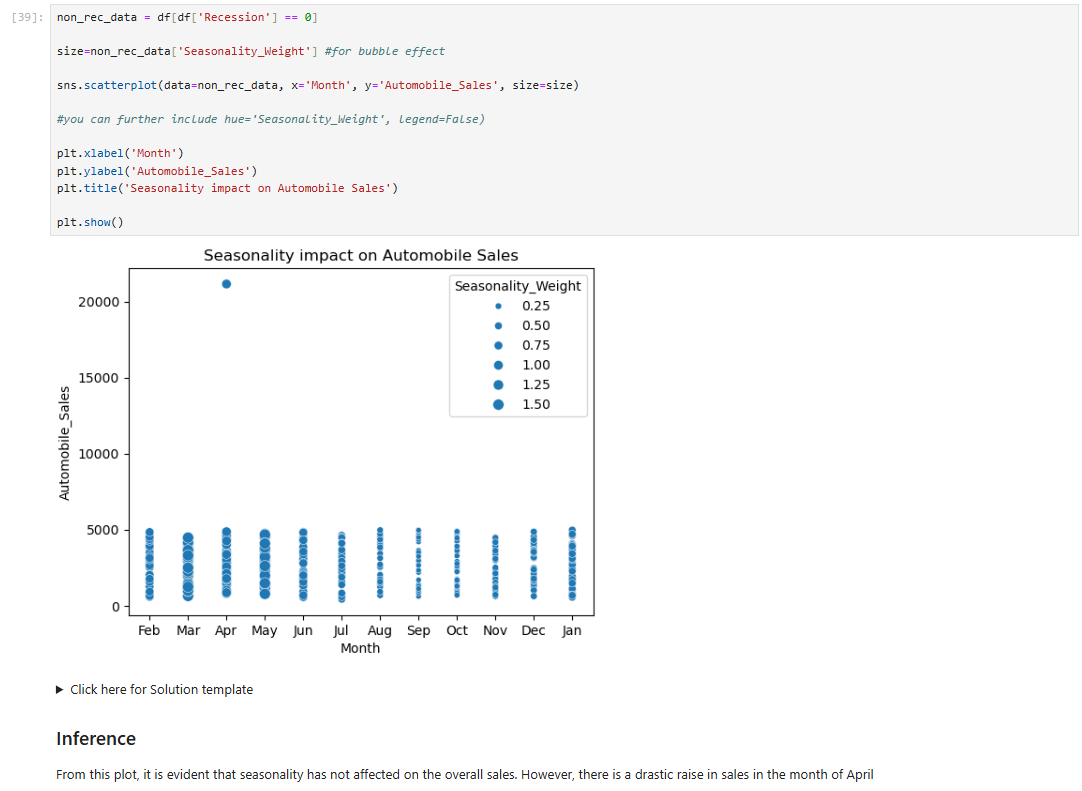 [39]: non_rec_data = df[df['Recession'] == 0]
size=non_rec_data['Seasonality_Weight'] #for bubble effect
sns.scatterplot(data=non_rec_data, x='Month', y='Automobile_Sales', size=size)
#you can further include hue='Seasonality_Weight', legend=False)
plt.xlabel('Month')
plt.ylabel('Automobile_Sales')
plt.title('Seasonality impact on Automobile Sales')
plt.show()
Seasonality impact on Automobile Sales
Seasonality_Weight
0.25
0.50
0.75
1.00
1.25
1.50
20000
15000
10000
5000
0
Automobile_Sales
Feb Mar Apr May Jun Jul Aug Sep Oct Nov Dec Jan
Month
▶ Click here for Solution template
Inference
From this plot, it is evident that seasonality has not affected on the overall sales. However, there is a drastic raise in sales in the month of April